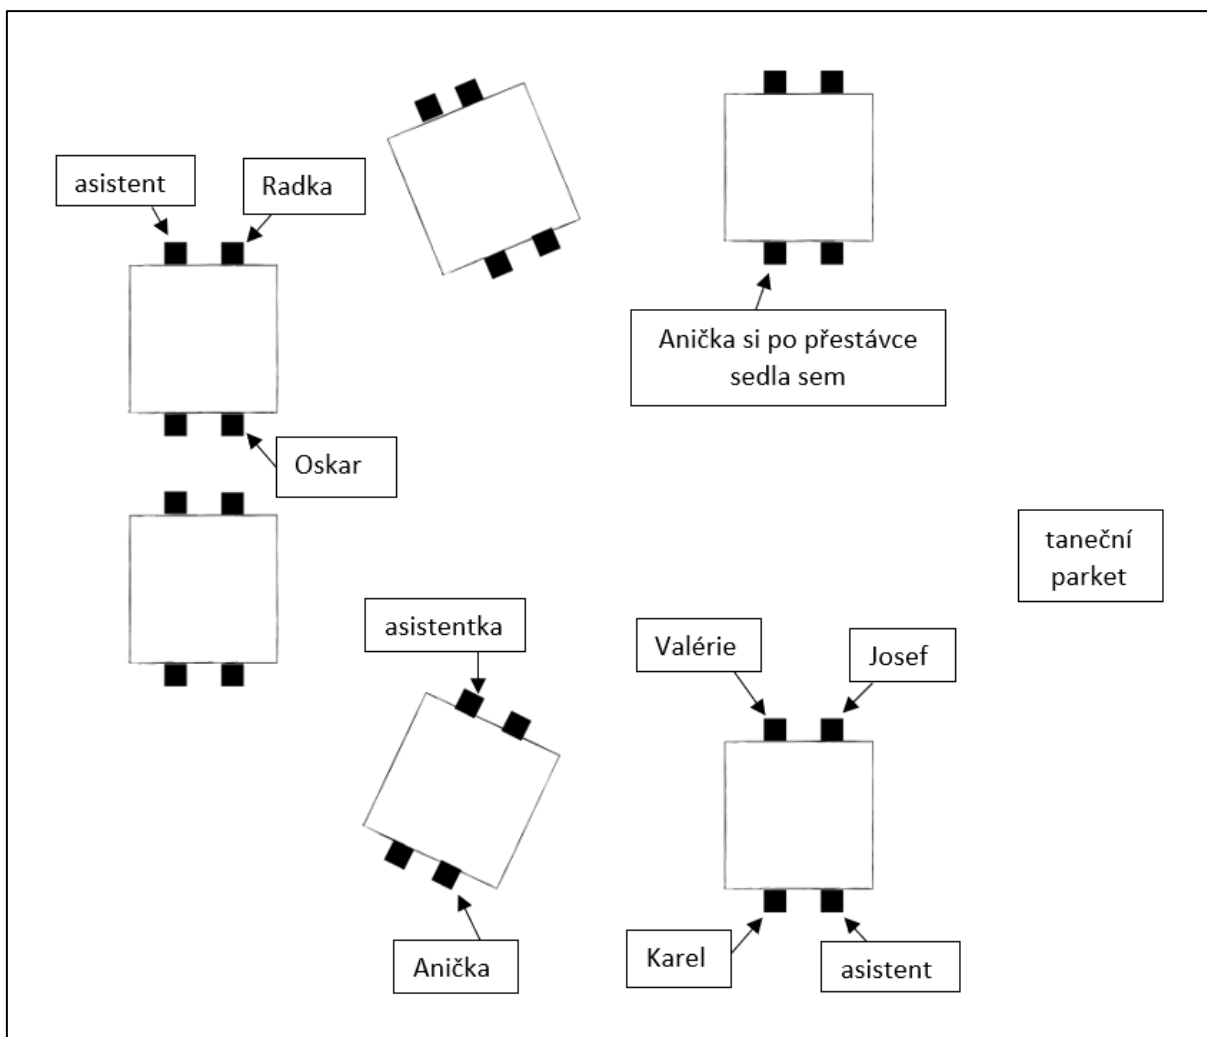 asistent
Radka
Anička si po přestávce
sedla sem
Oskar
taneční
parket
asistentka
Valérie
Josef
Anička
Karel
asistent